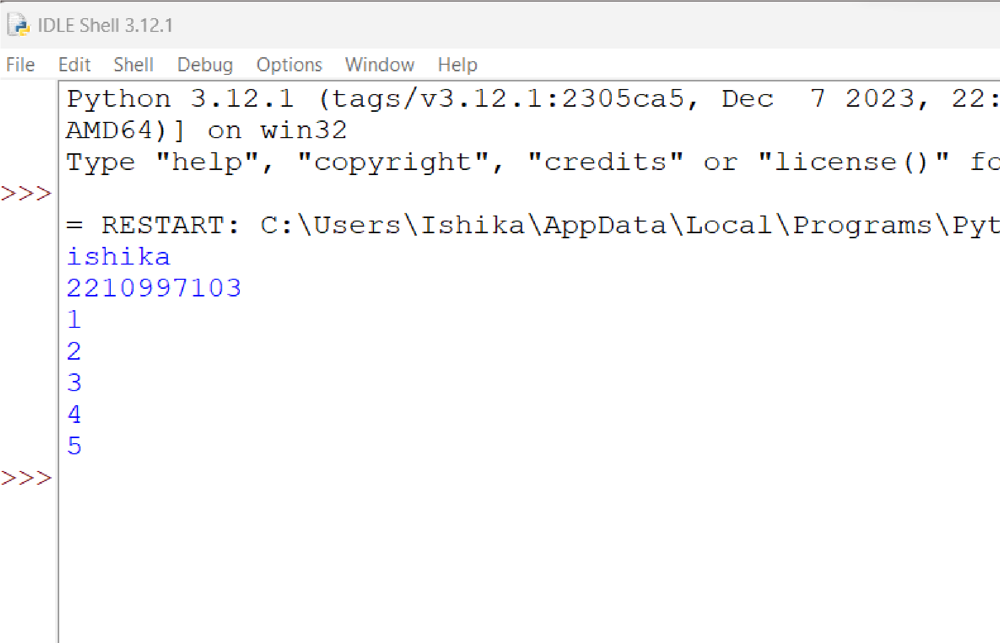 IDLE Shell 3.12.1
File Edit Shell Debug Options Window Help
Python 3.12.1 (tags/v3.12.1:2305ca5, Dec  7 2023, 22:
AMD64)] on win32
Type "help", "copyright", "credits" or "license()" fo
>>>
= RESTART: C:\Users\Ishika\AppData\Local\Programs\Pyt
ishika
2210997103
1
2
3
4
5
>>>